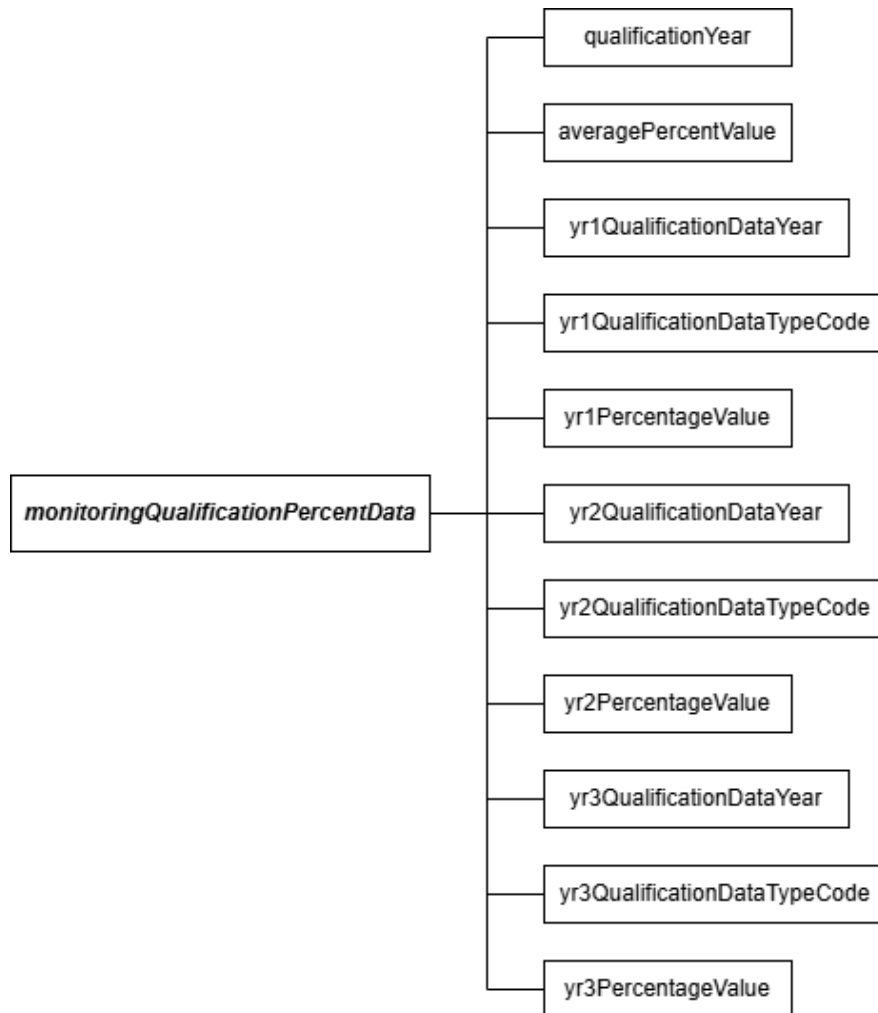 qualificationYear
averagePercentValue
yr1QualificationDataYear
yr1QualificationDataTypeCode
yr1PercentageValue
monitoringQualificationPercentData
yr2QualificationDataYear
yr2QualificationDataTypeCode
yr2PercentageValue
yr3QualificationDataYear
yr3QualificationDataTypeCode
yr3PercentageValue